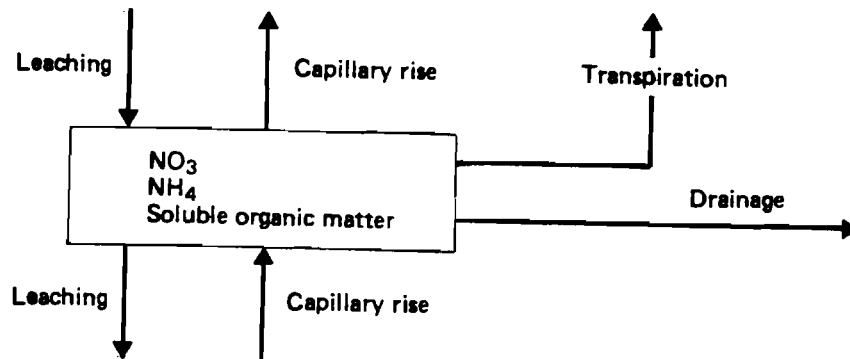 Leaching
Capillary rise
Transpiration
NO3
NH4
Soluble organic matter
Drainage
Leaching
Capillary rise